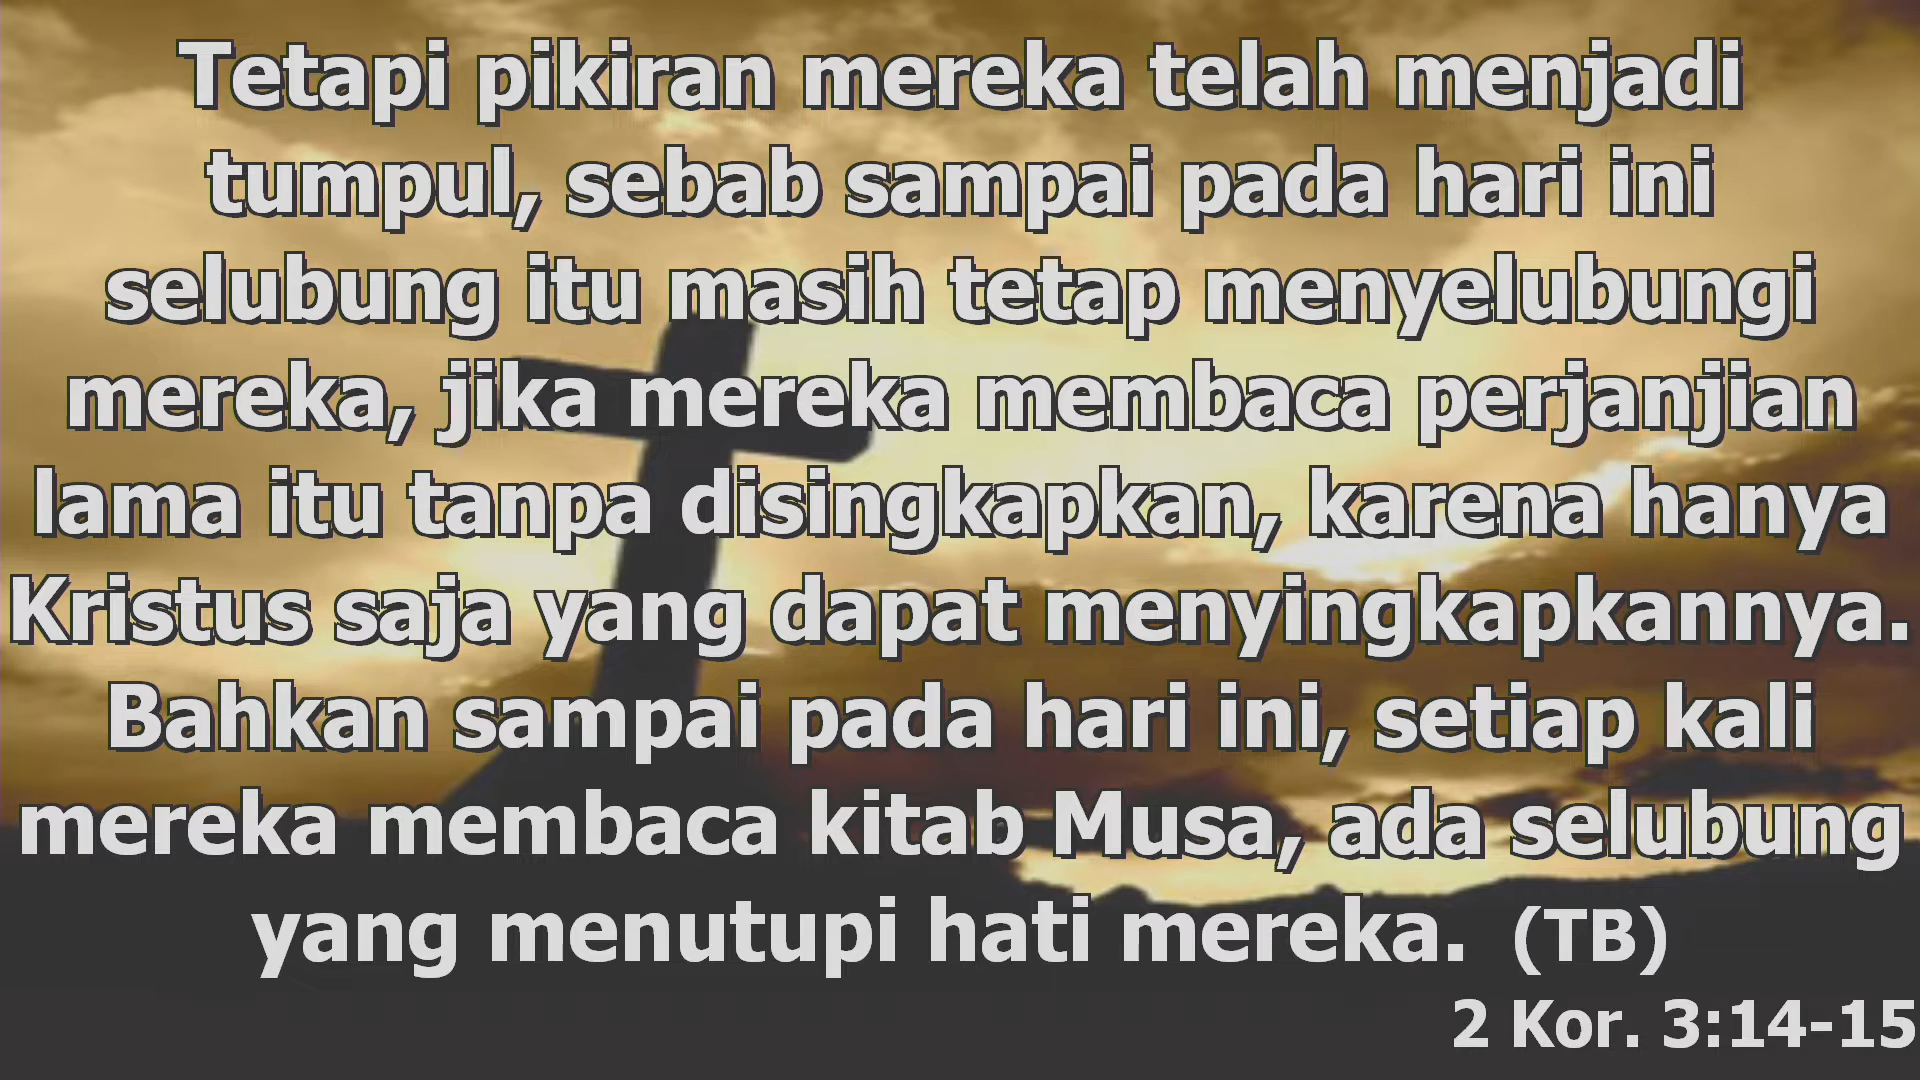 Tetapi pikiran mereka telah menjadi
tumpul, sebab sampai pada hari ini
selubung itu masih tetap menyelubungi
mereka, jika mereka membaca perjanjian
lama itu tanpa disingkapkan, karena hanya
Kristus saja yang dapat menyingkapkannya.
Bahkan sampai pada hari ini, setiap kali
mereka membaca kitab Musa, ada selubung
yang menutupi hati mereka. (TB)
2 Kor. 3:14-15